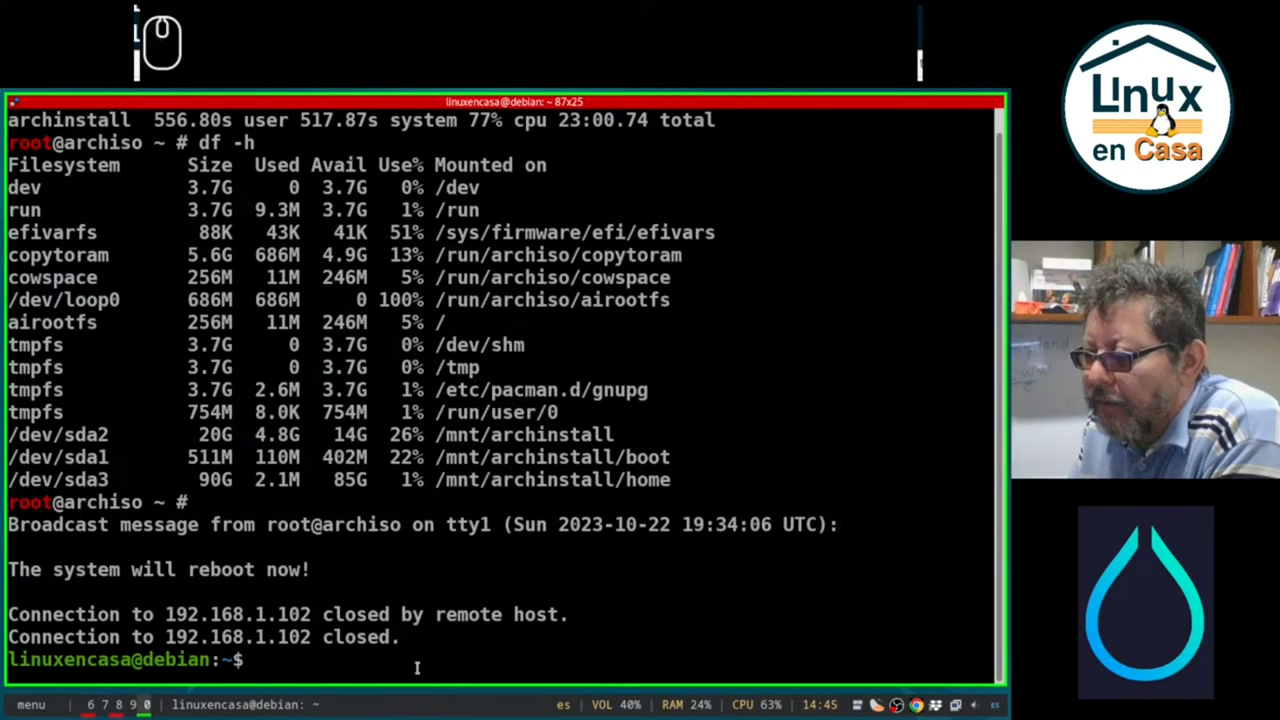 linuxencasa@debian: ~ 87x25
archinstall 556.80s user 517.87s system 77% cpu 23:00.74 total
root@archiso ~ # df -h
Filesystem Size Used Avail Use% Mounted on
dev 3.7G 0 3.7G 0% /dev
run 3.7G 9.3M 3.7G 1% /run
efivarfs 88K 43K 41K 51% /sys/firmware/efi/efivars
copytoram 5.6G 686M 4.9G 13% /run/archiso/copytoram
cowspace 256M 11M 246M 5% /run/archiso/cowspace
/dev/loop0 686M 686M 0 100% /run/archiso/airootfs
airootfs 256M 11M 246M 5% /
tmpfs 3.7G 0 3.7G 0% /dev/shm
tmpfs 3.7G 0 3.7G 0% /tmp
tmpfs 3.7G 2.6M 3.7G 1% /etc/pacman.d/gnupg
tmpfs 754M 8.0K 754M 1% /run/user/0
/dev/sda2 20G 4.8G 14G 26% /mnt/archinstall
/dev/sda1 511M 110M 402M 22% /mnt/archinstall/boot
/dev/sda3 90G 2.1M 85G 1% /mnt/archinstall/home
root@archiso ~ #
Broadcast message from root@archiso on tty1 (Sun 2023-10-22 19:34:06 UTC):
The system will reboot now!
Connection to 192.168.1.102 closed by remote host.
Connection to 192.168.1.102 closed.
linuxencasa@debian:~$
menu 6 7 8 9 0 linuxencasa@debian: ~ es VOL 40% RAM 24% CPU 63% 14:45 ES
Linux
en Casa